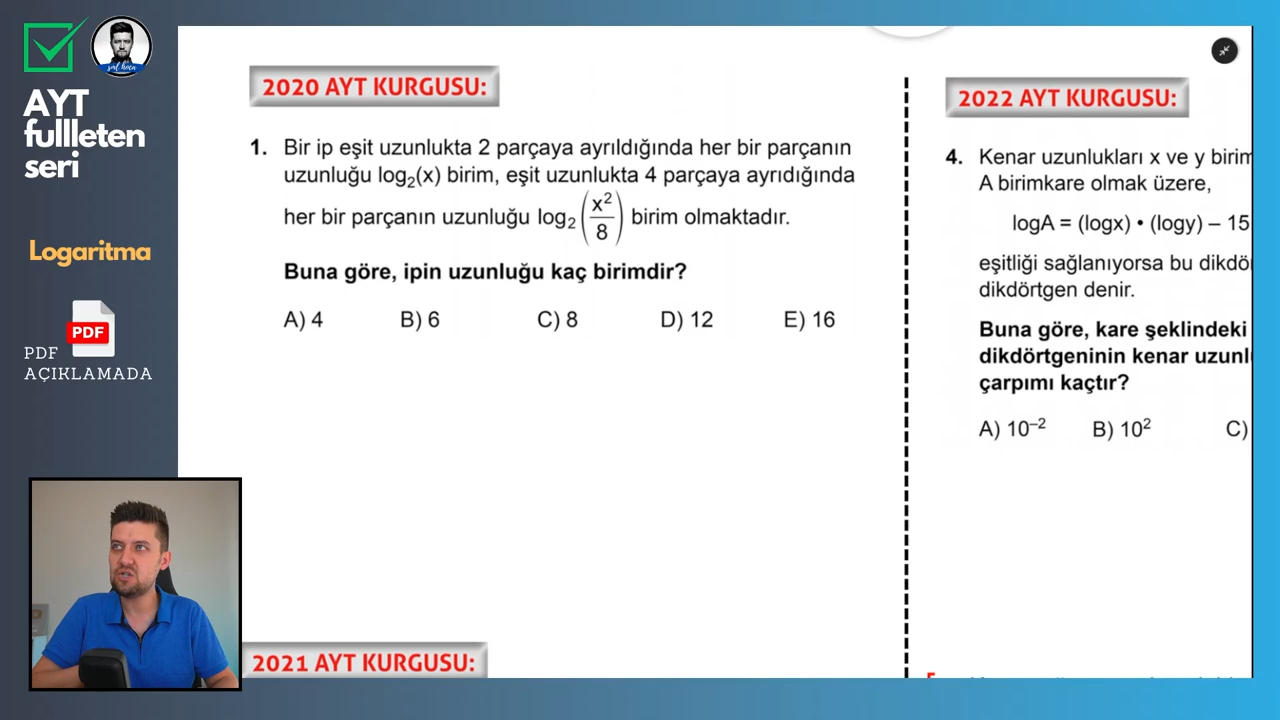 AYT
fullleten
seri
Logaritma
PDF
PDF
AÇIKLAMADA
2020 AYT KURGUSU:
1. Bir ip eşit uzunlukta 2 parçaya ayrıldığında her bir parçanın
uzunluğu log₂(x) birim, eşit uzunlukta 4 parçaya ayrıdığında
her bir parçanın uzunluğu log₂(x²/8) birim olmaktadır.
Buna göre, ipin uzunluğu kaç birimdir?
A) 4 B) 6 C) 8 D) 12 E) 16
2021 AYT KURGUSU:
2022 AYT KURGUSU:
4. Kenar uzunlukları x ve y birim
A birimkare olmak üzere,
logA = (logx) • (logy) – 15
eşitliği sağlanıyorsa bu dikdör
dikdörtgen denir.
Buna göre, kare şeklindeki
dikdörtgeninin kenar uzunlu
çarpımı kaçtır?
A) 10⁻² B) 10² C)